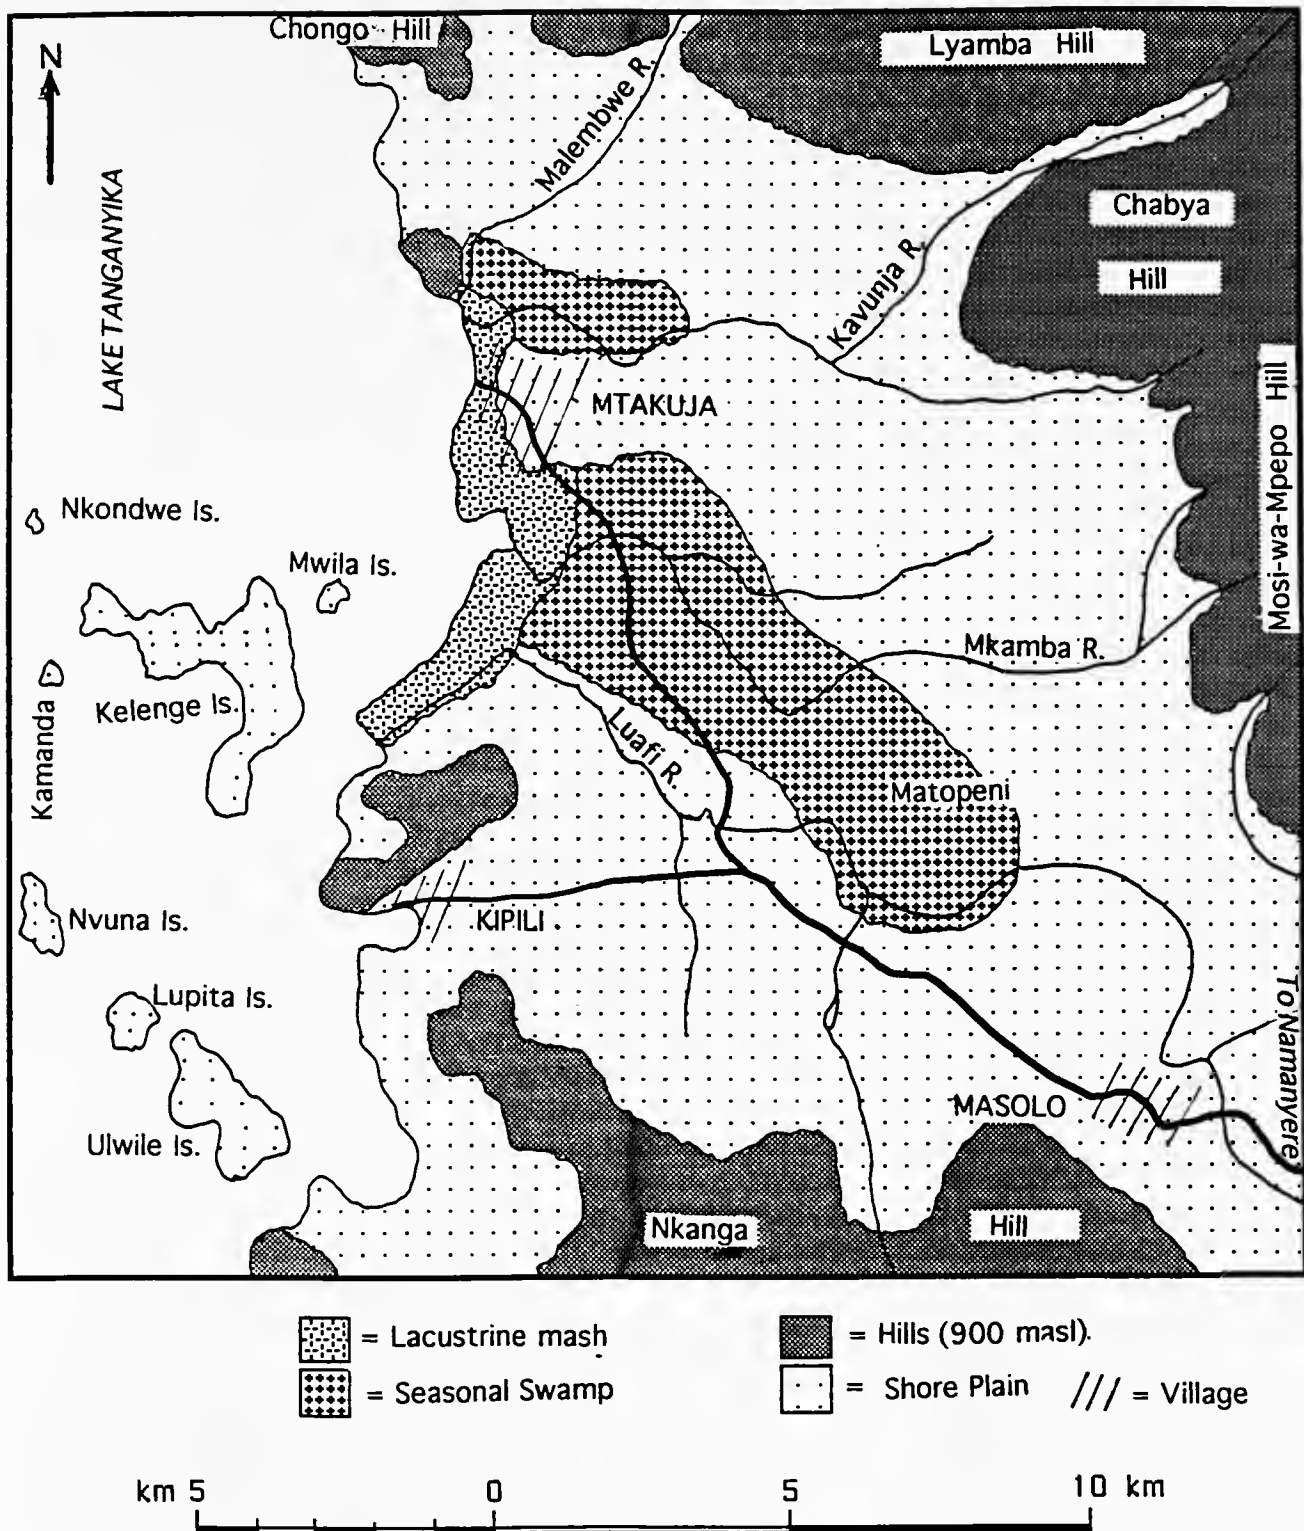 Chongo Hill
Lyamba Hill
N
Malembwe R.
LAKE TANGANYIKA
Chabya
Hill
Kavunja R.
Mosi-wa-Mpepo Hill
MTAKUJA
Nkondwe Is.
Mwila Is.
Mkamba R.
Kamanda
Kelenge Is.
Luafi R.
Matopeni
Nvuna Is.
KIPILI
Lupita Is.
To Namanyere
MASOLO
Ulwile Is.
Nkanga
Hill
= Lacustrine mash
= Hills (900 masl).
= Seasonal Swamp
= Shore Plain
= Village
km 5 0 5 10 km